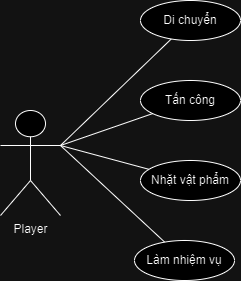 Di chuyển
Tấn công
Nhặt vật phẩm
Player
Làm nhiệm vụ